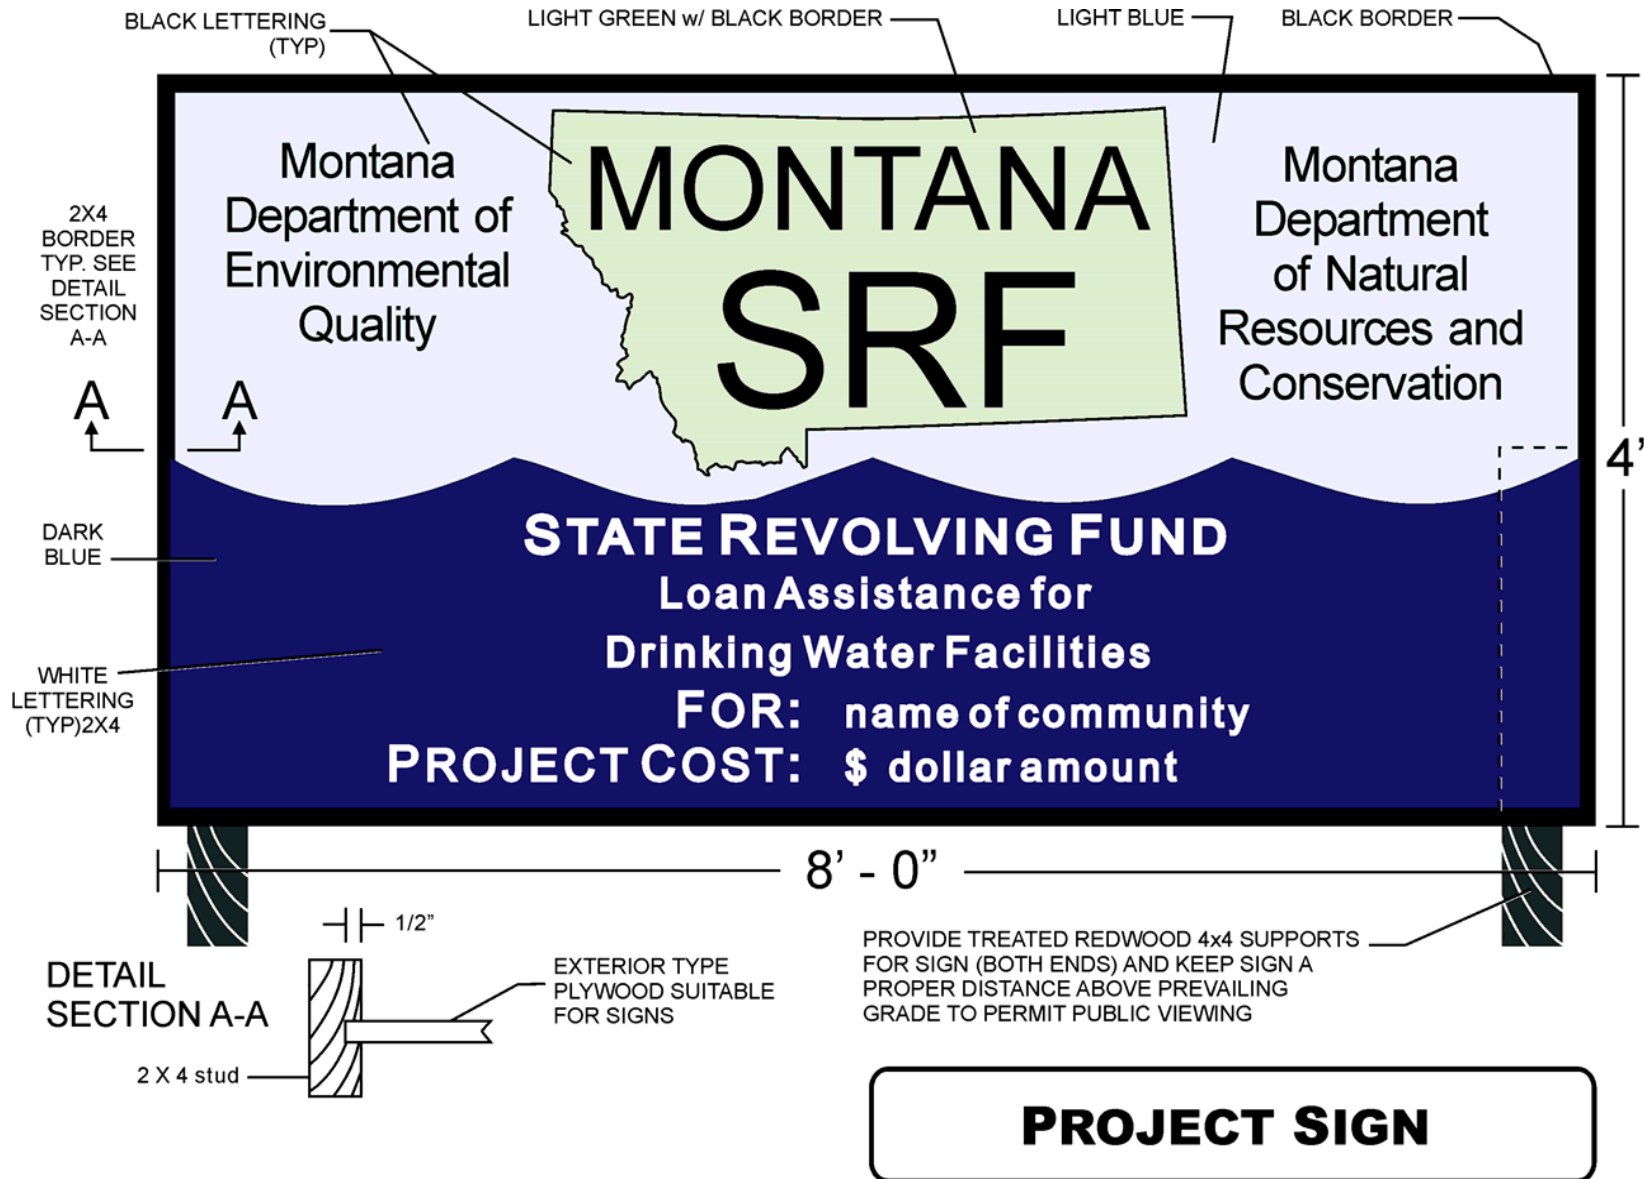 BLACK LETTERING
(TYP)
LIGHT GREEN w/ BLACK BORDER
LIGHT BLUE
BLACK BORDER
Montana
Department of
Environmental
Quality
MONTANA
SRF
Montana
Department
of Natural
Resources and
Conservation
2X4
BORDER
TYP. SEE
DETAIL
SECTION
A-A
A A
4'
DARK
BLUE
STATE REVOLVING FUND
Loan Assistance for
Drinking Water Facilities
FOR: name of community
PROJECT COST: $ dollar amount
WHITE
LETTERING
(TYP)2X4
8' - 0"
1/2"
DETAIL
SECTION A-A
2 X 4 stud
EXTERIOR TYPE
PLYWOOD SUITABLE
FOR SIGNS
PROVIDE TREATED REDWOOD 4x4 SUPPORTS
FOR SIGN (BOTH ENDS) AND KEEP SIGN A
PROPER DISTANCE ABOVE PREVAILING
GRADE TO PERMIT PUBLIC VIEWING
PROJECT SIGN